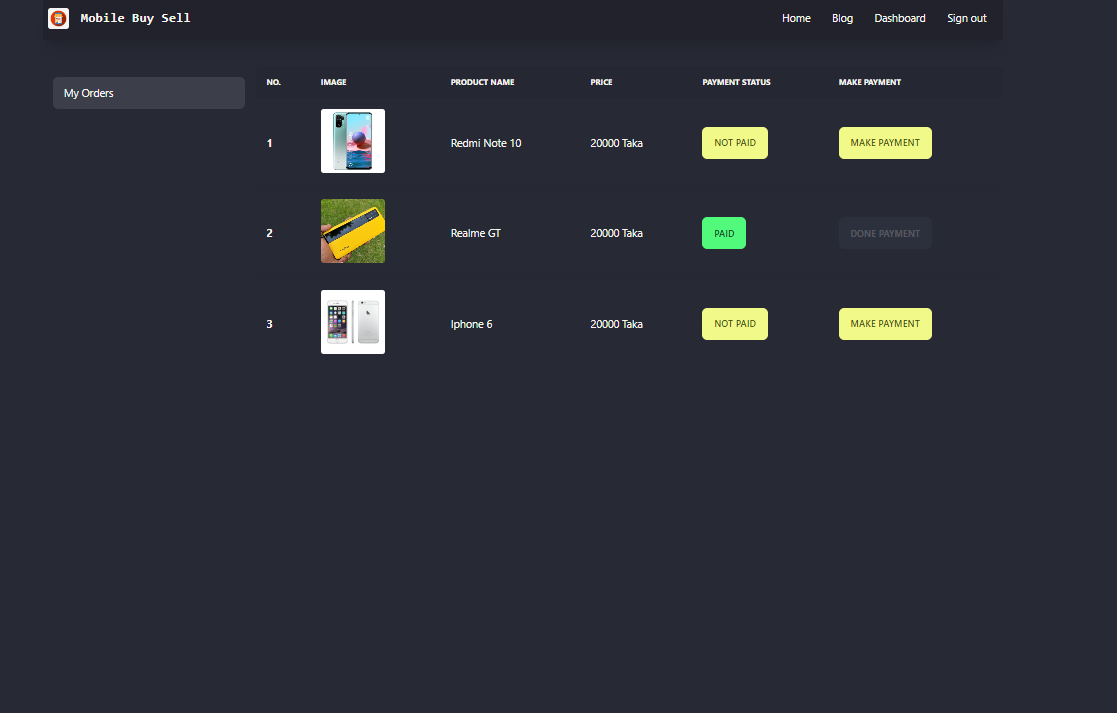 Mobile Buy Sell Home Blog Dashboard Sign out
My Orders
NO. IMAGE PRODUCT NAME PRICE PAYMENT STATUS MAKE PAYMENT
1 Redmi Note 10 20000 Taka NOT PAID MAKE PAYMENT
2 Realme GT 20000 Taka PAID DONE PAYMENT
3 Iphone 6 20000 Taka NOT PAID MAKE PAYMENT